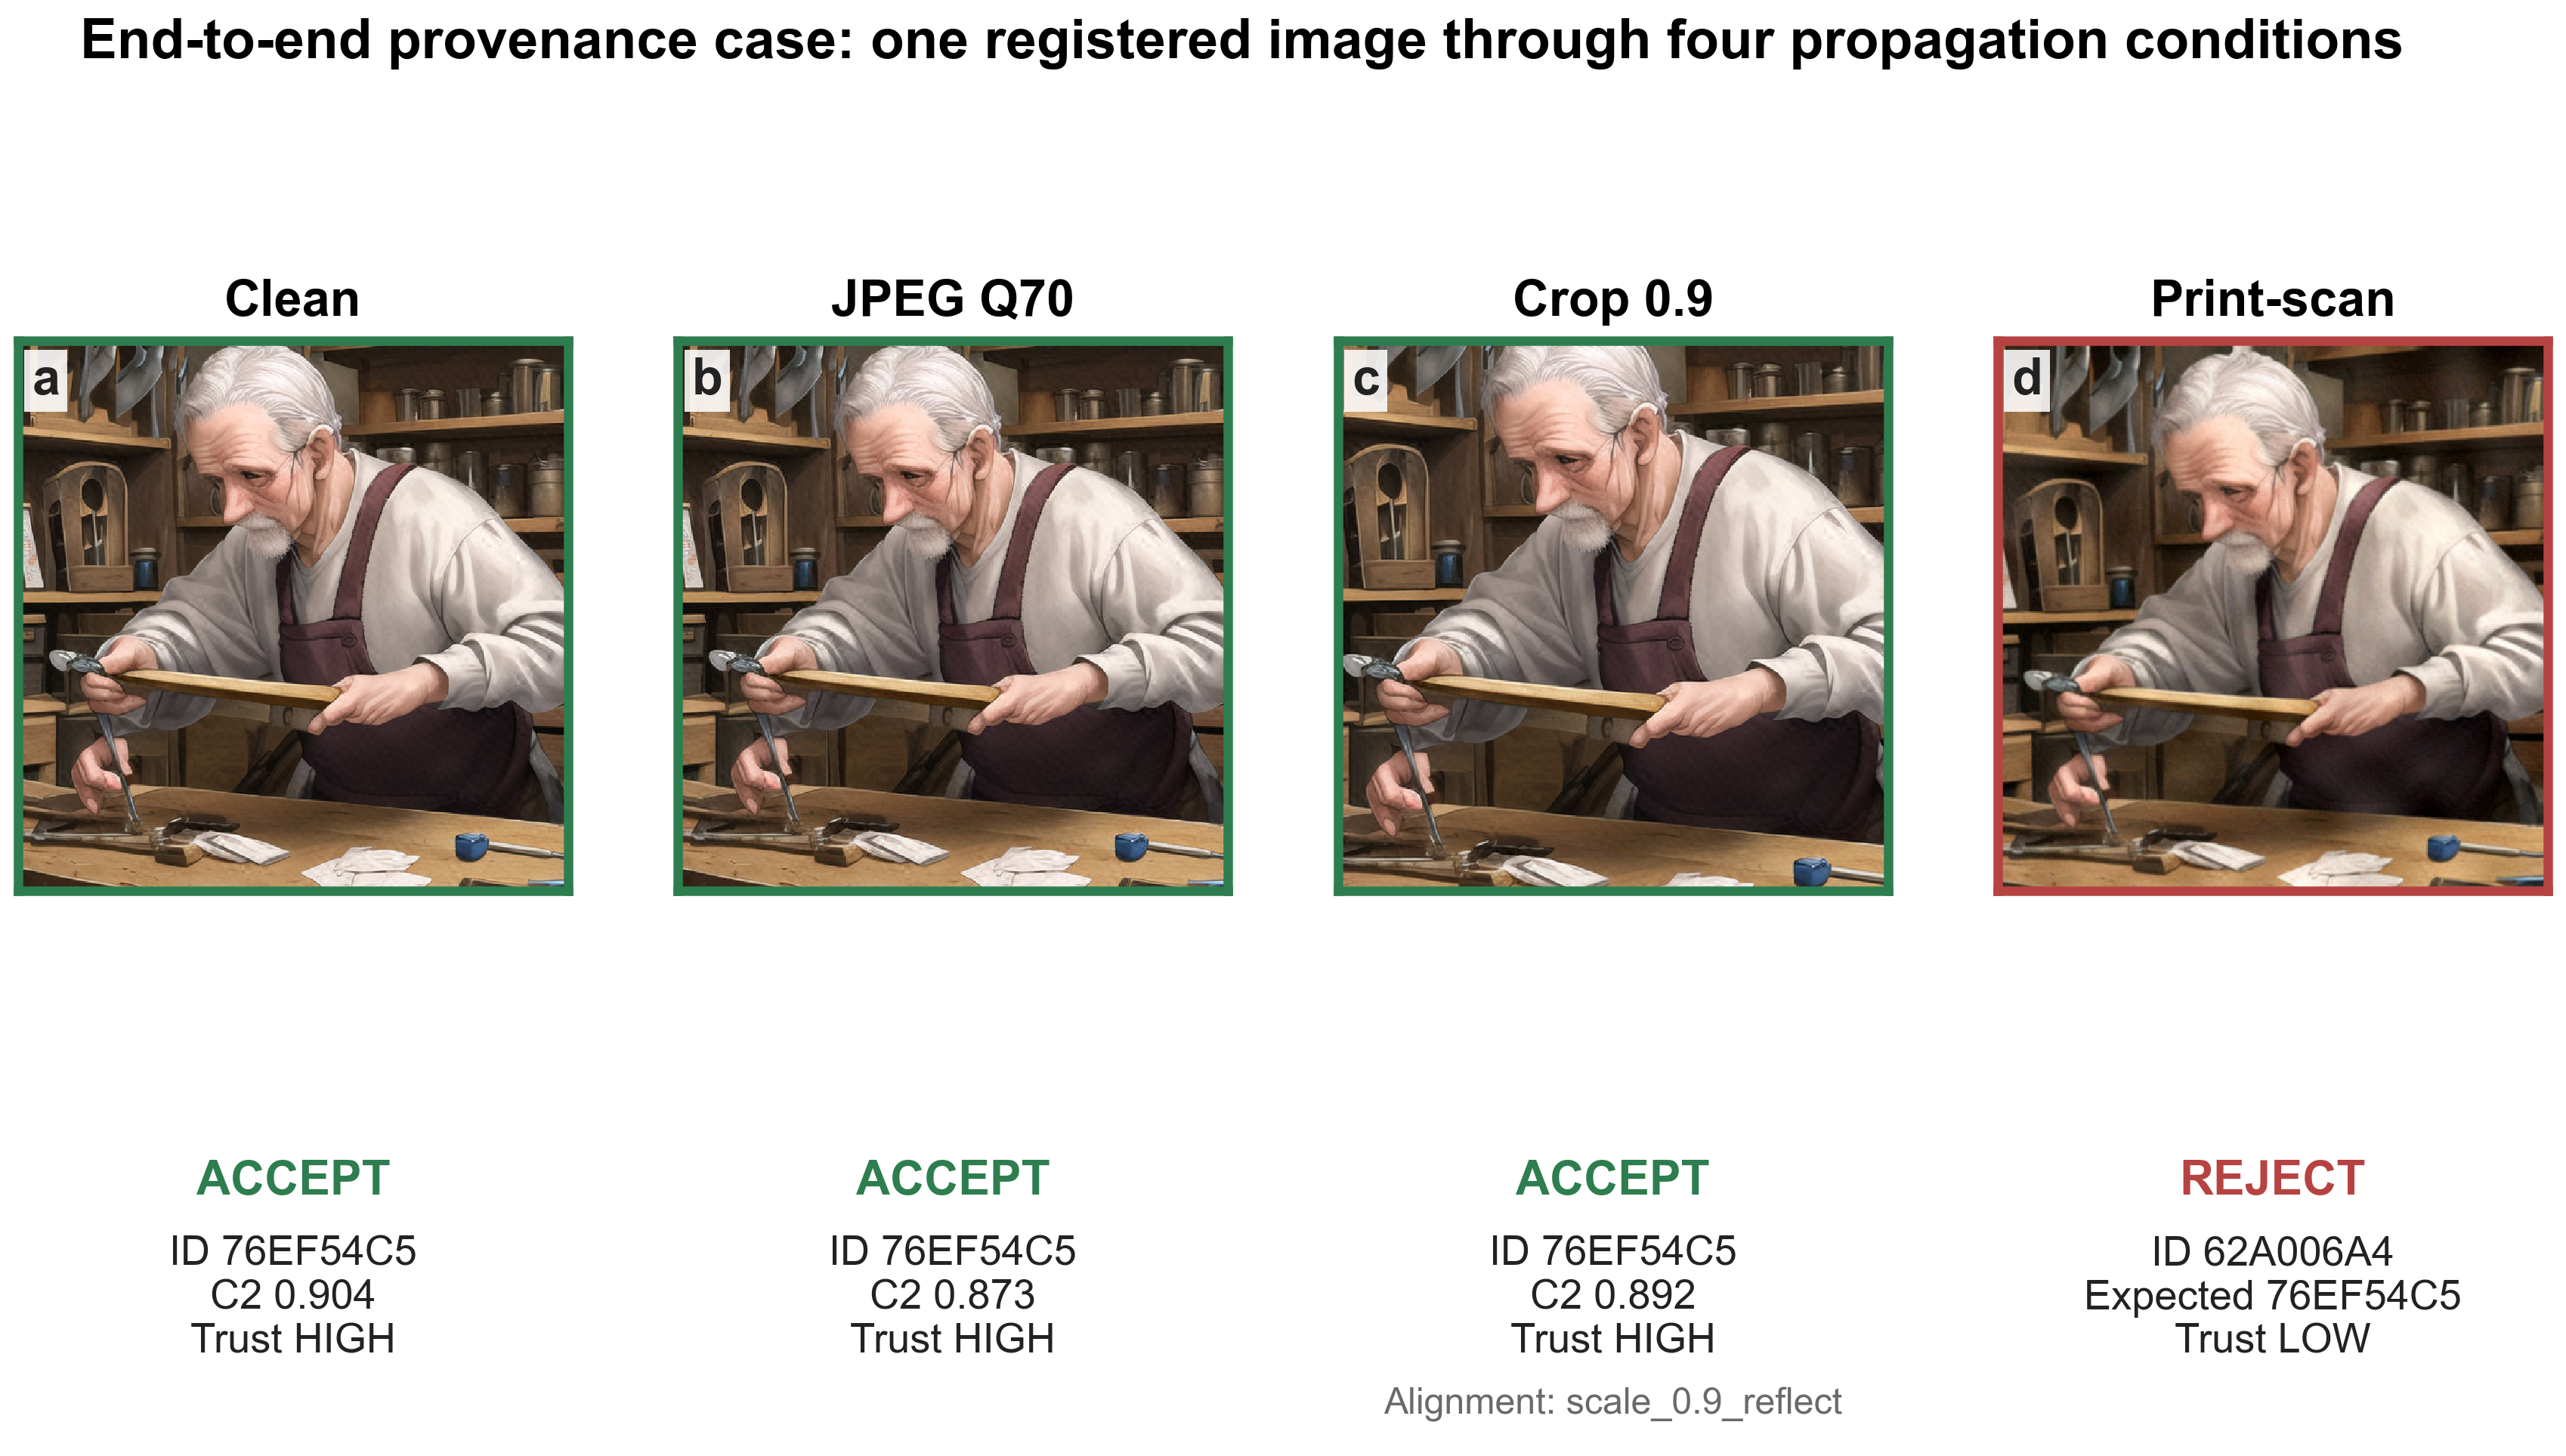 End-to-end provenance case: one registered image through four propagation conditions
Clean
JPEG Q70
Crop 0.9
Print-scan
a
b
c
d
ACCEPT
ID 76EF54C5
C2 0.904
Trust HIGH
ACCEPT
ID 76EF54C5
C2 0.873
Trust HIGH
ACCEPT
ID 76EF54C5
C2 0.892
Trust HIGH
Alignment: scale_0.9_reflect
REJECT
ID 62A006A4
Expected 76EF54C5
Trust LOW